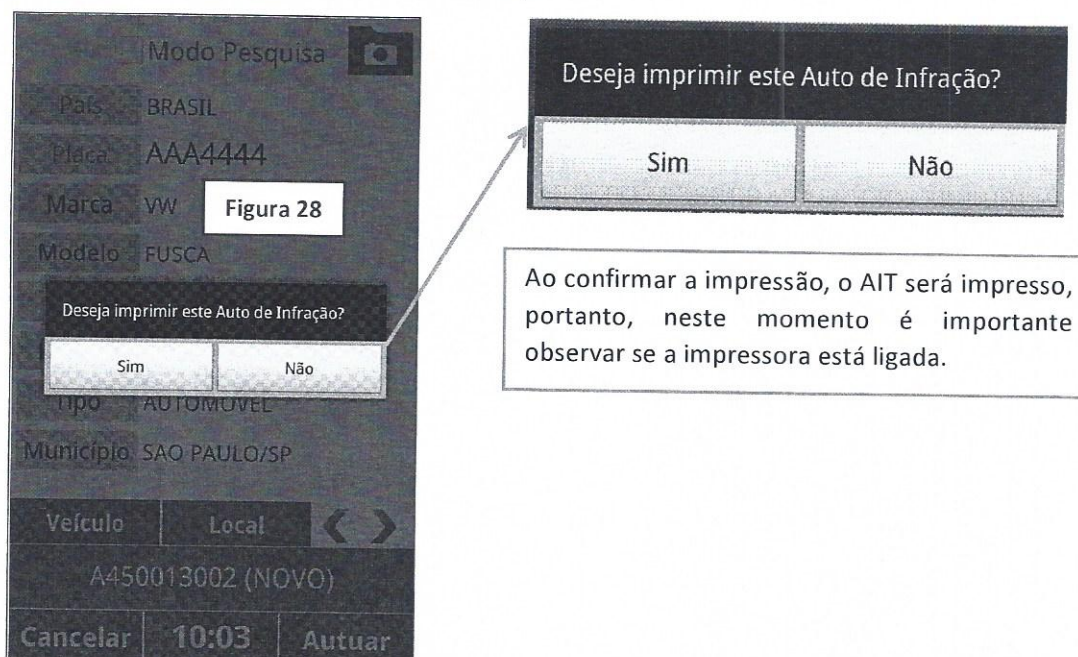 Modo Pesquisa
País BRASIL
Placa AAA4444
Marca VW
Figura 28
Modelo FUSCA
Deseja imprimir este Auto de Infração?
Sim Não
Tipo AUTOMOVEL
Município SAO PAULO/SP
Veículo Local
A450013002 (NOVO)
Cancelar 10:03 Autuar
Deseja imprimir este Auto de Infração?
Sim Não
Ao confirmar a impressão, o AIT será impresso,
portanto, neste momento é importante
observar se a impressora está ligada.